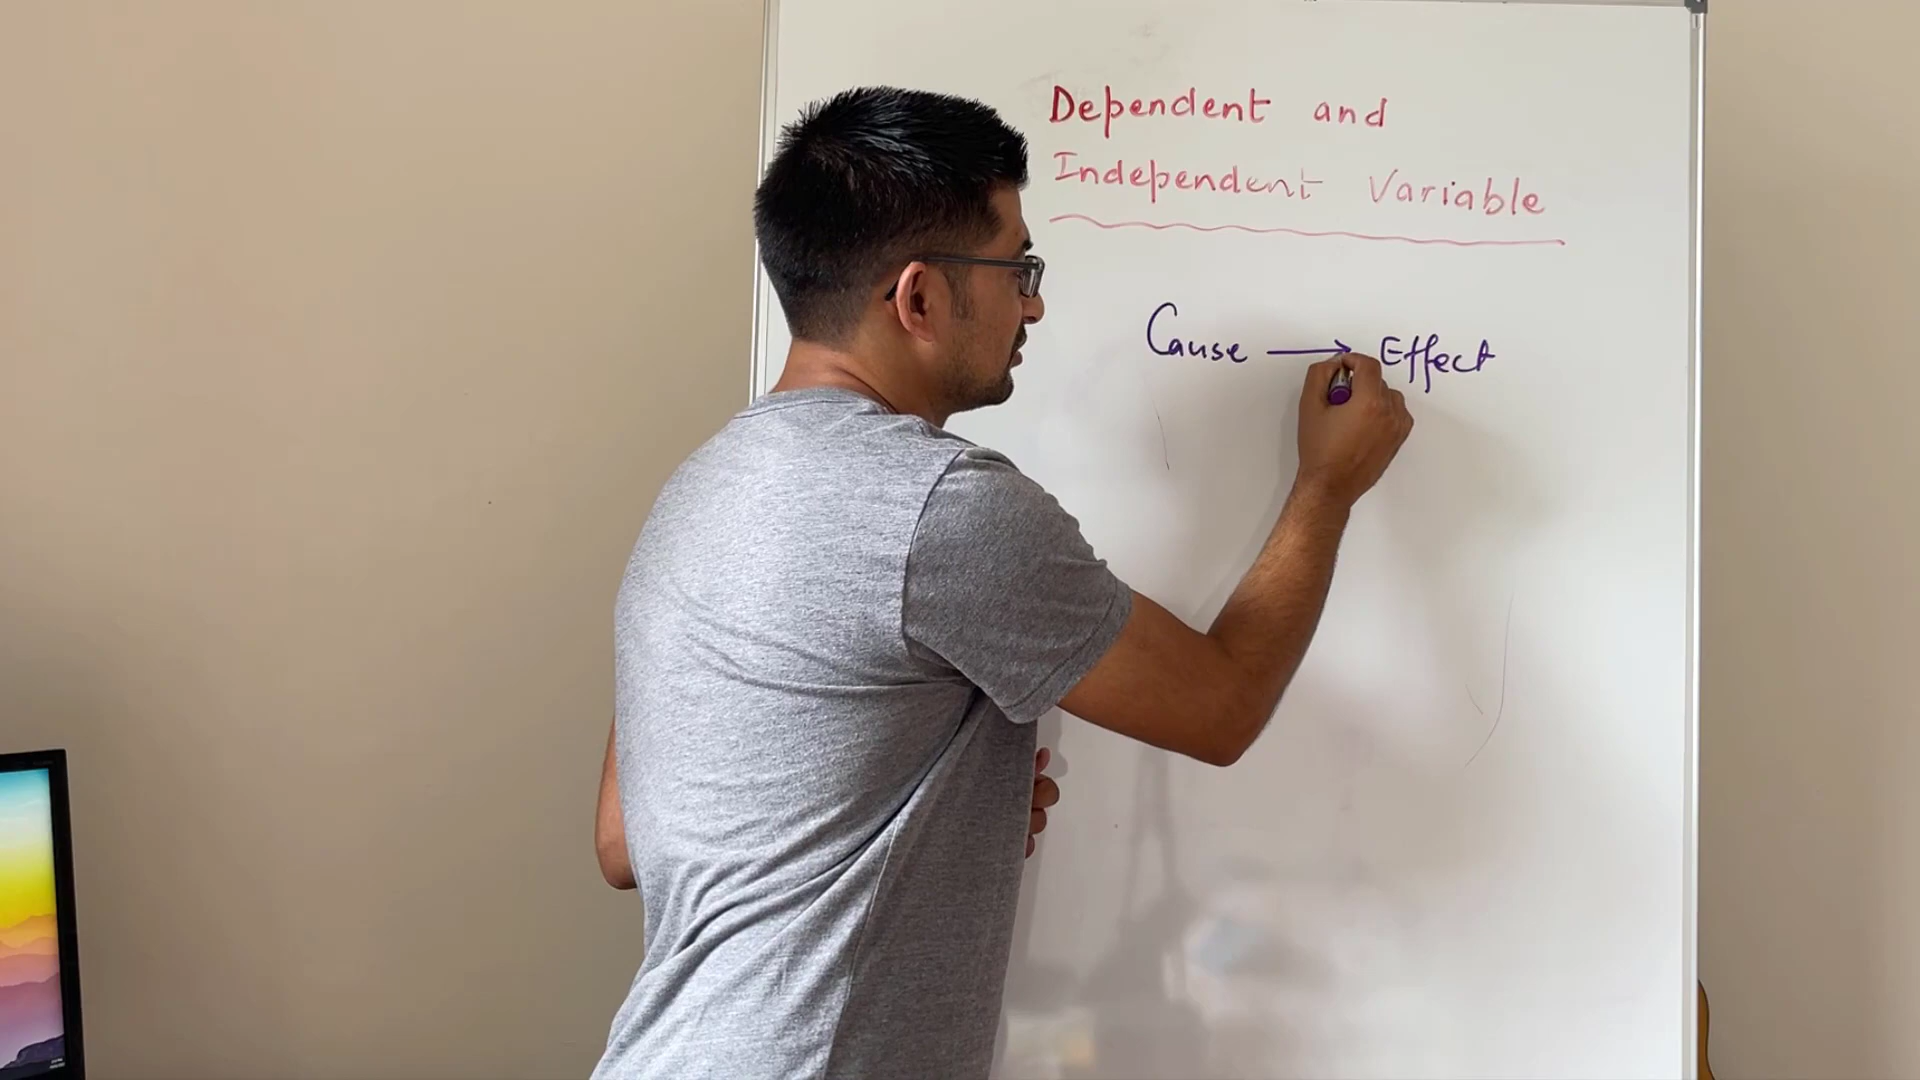 Dependent and
Independent Variable
Cause → Effect